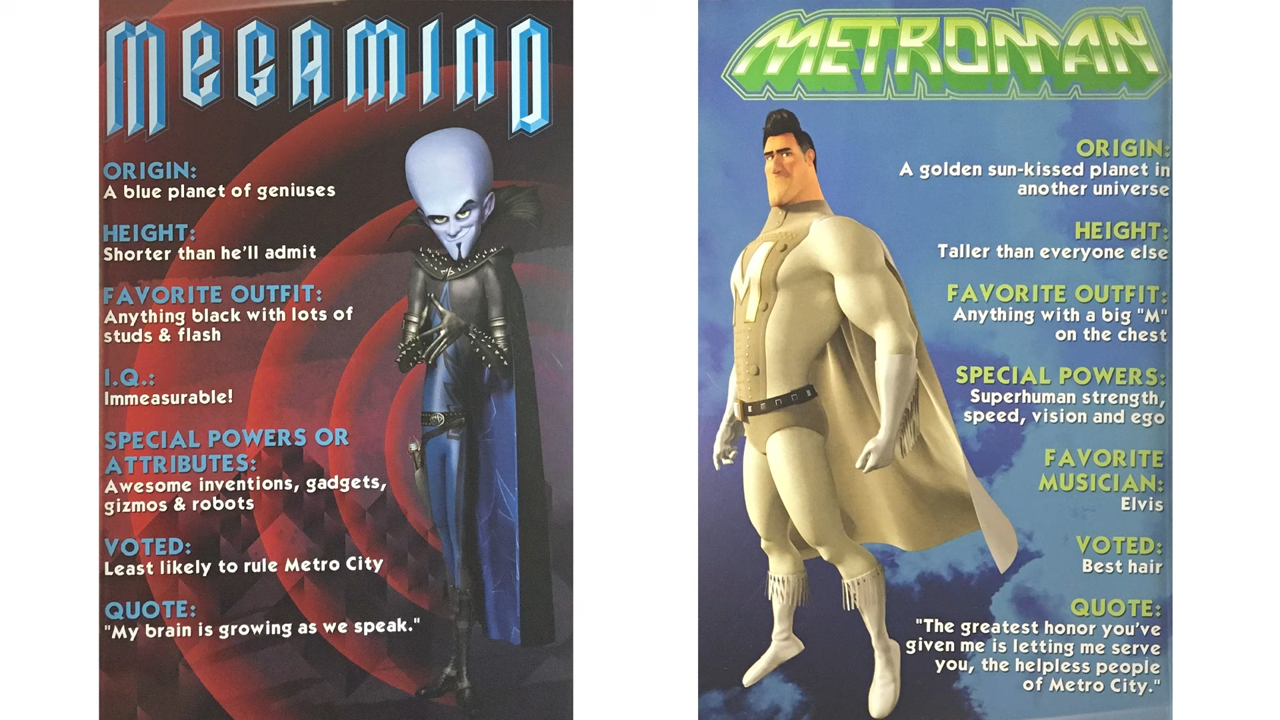 MEGAMIND
ORIGIN:
A blue planet of geniuses
HEIGHT:
Shorter than he'll admit
FAVORITE OUTFIT:
Anything black with lots of
studs & flash
I.Q.:
Immeasurable!
SPECIAL POWERS OR
ATTRIBUTES:
Awesome inventions, gadgets,
gizmos & robots
VOTED:
Least likely to rule Metro City
QUOTE:
"My brain is growing as we speak."
METROMAN
ORIGIN:
A golden sun-kissed planet in
another universe
HEIGHT:
Taller than everyone else
FAVORITE OUTFIT:
Anything with a big "M"
on the chest
SPECIAL POWERS:
Superhuman strength,
speed, vision and ego
FAVORITE
MUSICIAN:
Elvis
VOTED:
Best hair
QUOTE:
"The greatest honor you've
given me is letting me serve
you, the helpless people
of Metro City."
M